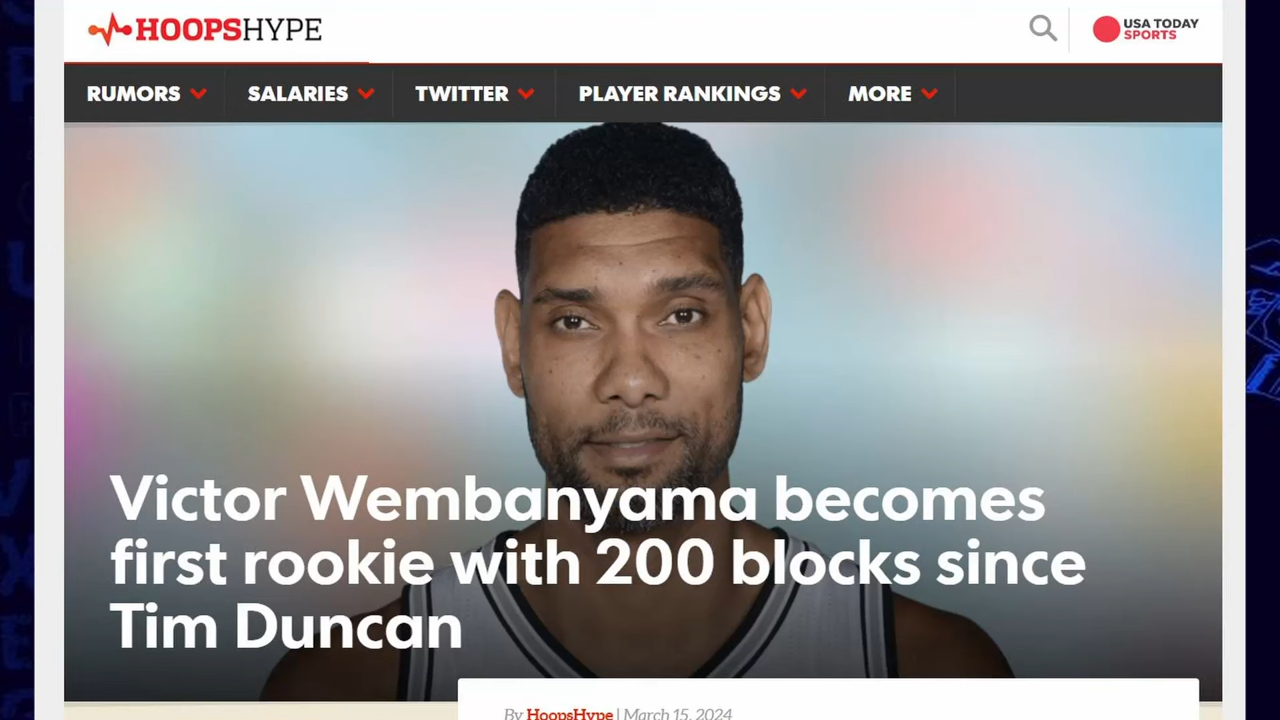 HOOPSHYPE
USA TODAY
SPORTS
RUMORS SALARIES TWITTER PLAYER RANKINGS MORE
Victor Wembanyama becomes
first rookie with 200 blocks since
Tim Duncan
By HoopsHype | March 15, 2024